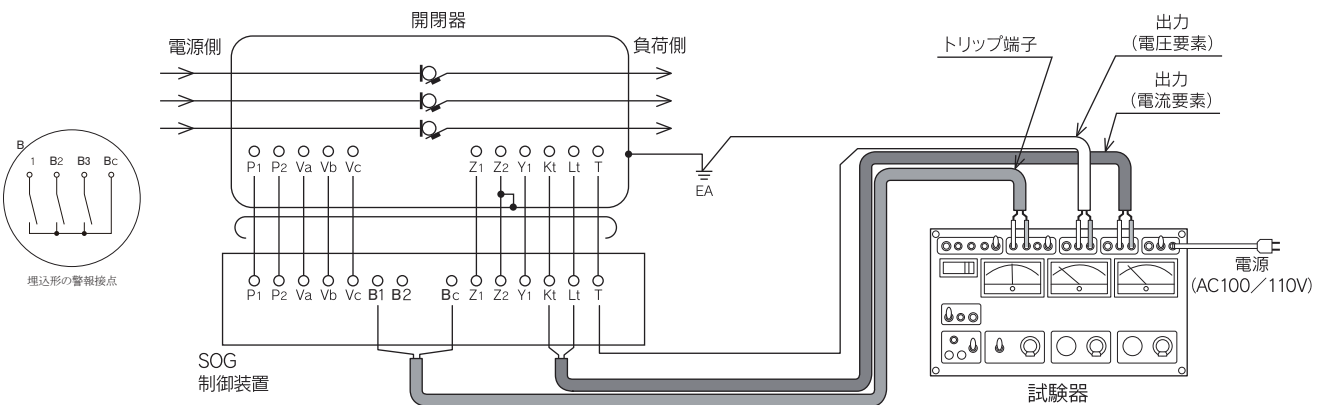 開閉器
電源側
負荷側
トリップ端子
出力
(電圧要素)
出力
(電流要素)
B
1 B2 B3 Bc
埋込形の警報接点
P1 P2 Va Vb Vc Z1 Z2 Y1 Kt Lt T
EA
P1 P2 Va Vb Vc B1 B2 Bc Z1 Z2 Y1 Kt Lt T
SOG
制御装置
電源
(AC100/110V)
試験器